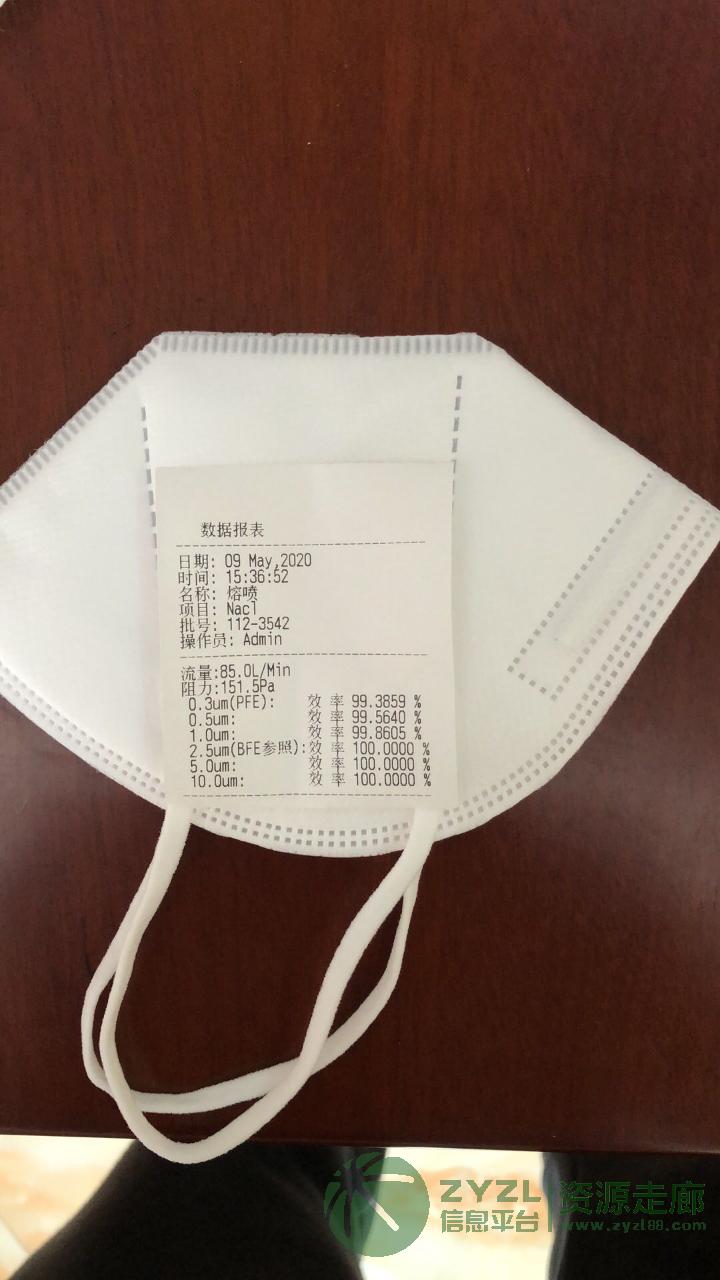 数据报表
日期: 09 May,2020
时间: 15:36:52
名称: 熔喷
项目: Nacl
批号: 112-3542
操作员: Admin
流量:85.0L/Min
阻力:151.5Pa
0.3um(PFE): 效率 99.3859 %
0.5um: 效率 99.5640 %
1.0um: 效率 99.8605 %
2.5um(BFE参照):效率 100.0000 %
5.0um: 效率 100.0000 %
10.0um: 效率 100.0000 %
ZYZL 资源走廊
信息平台 www.zyzl88.com